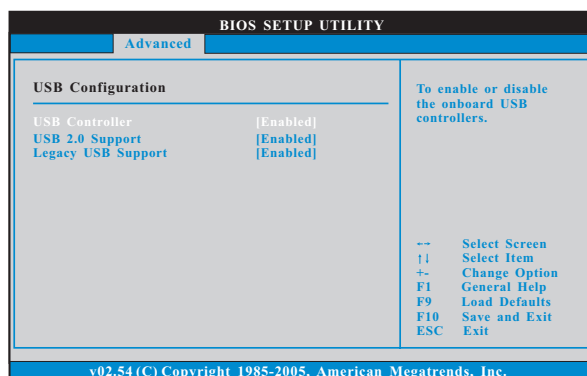 BIOS SETUP UTILITY
Advanced
USB Configuration
USB Controller [Enabled]
USB 2.0 Support [Enabled]
Legacy USB Support [Enabled]
To enable or disable
the onboard USB
controllers.
←→ Select Screen
↑↓ Select Item
+- Change Option
F1 General Help
F9 Load Defaults
F10 Save and Exit
ESC Exit
v02.54 (C) Copyright 1985-2005, American Megatrends, Inc.